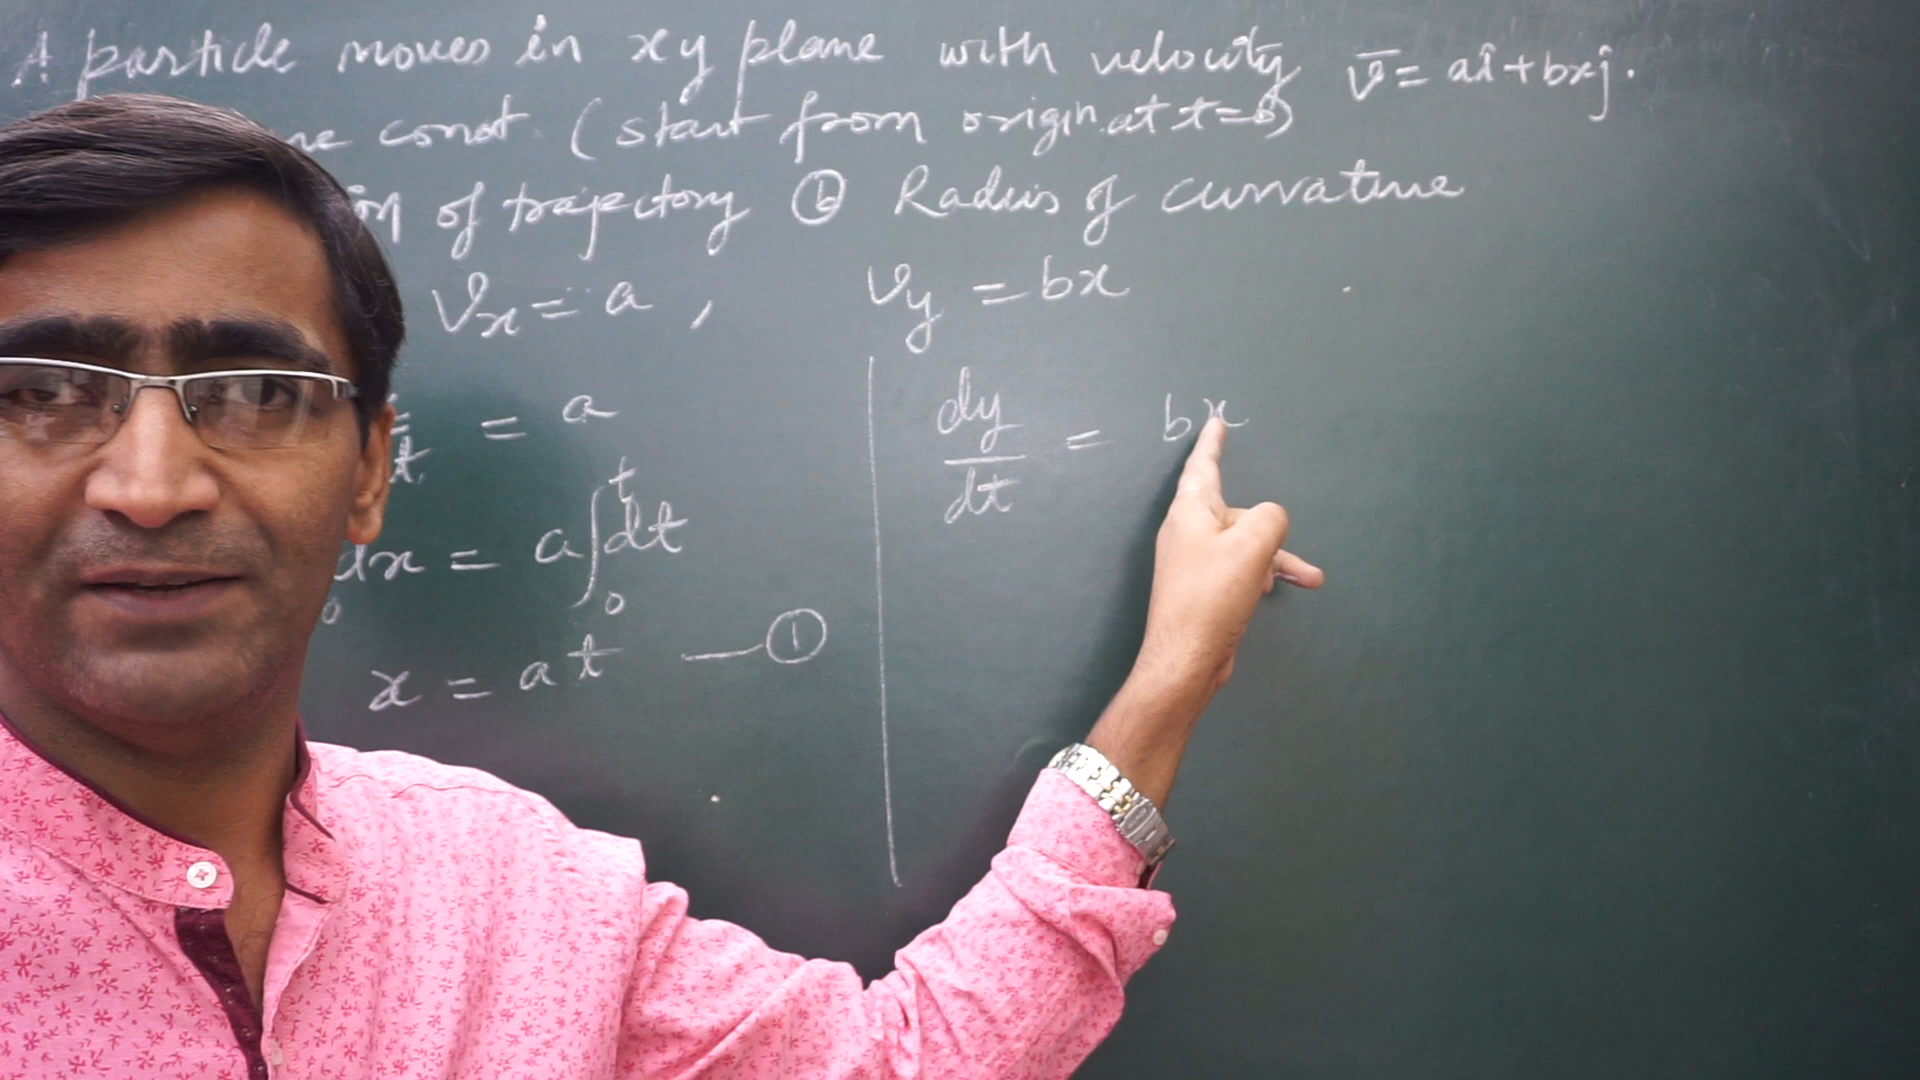 A particle moves in xy plane with velocity v̄ = aî + bxĵ.
const. (start from origin at t=0)
of trajectory ⓑ Radius of curvature
Vx = a , Vy = bx
= a dy/dt = bx
dx = a ∫₀ᵗ dt
x = at —①